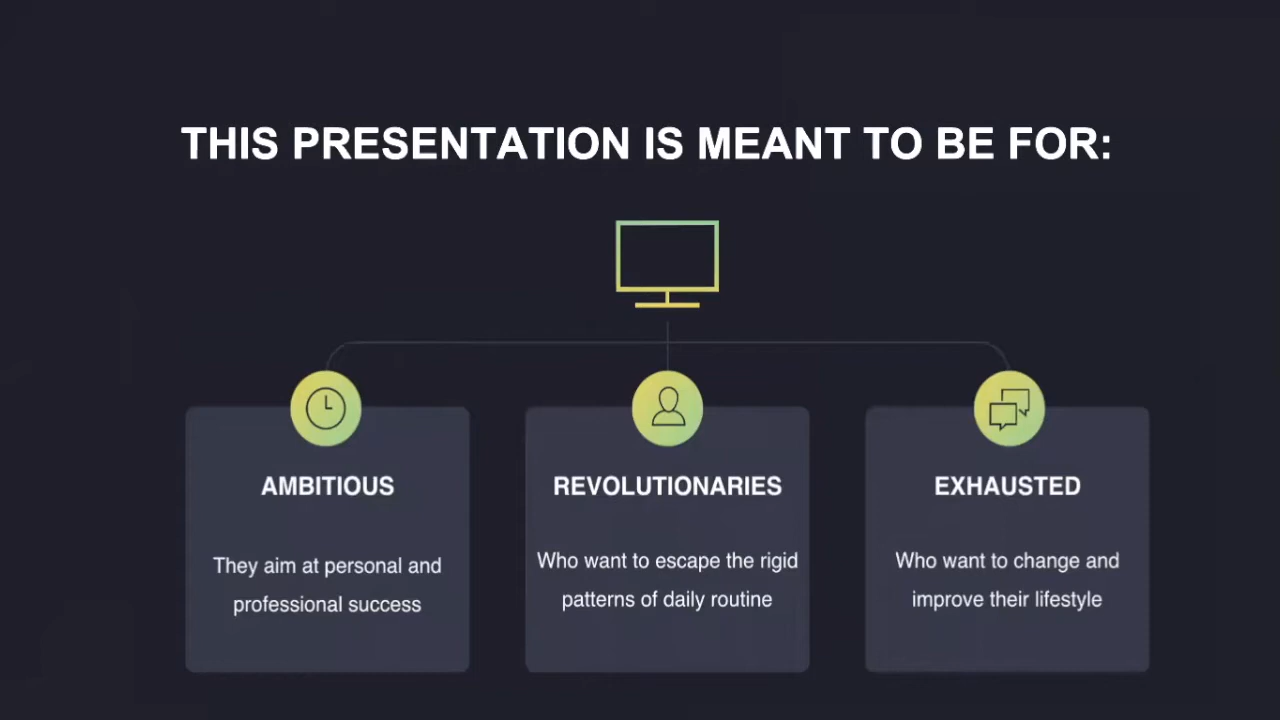 THIS PRESENTATION IS MEANT TO BE FOR:
AMBITIOUS
They aim at personal and
professional success
REVOLUTIONARIES
Who want to escape the rigid
patterns of daily routine
EXHAUSTED
Who want to change and
improve their lifestyle